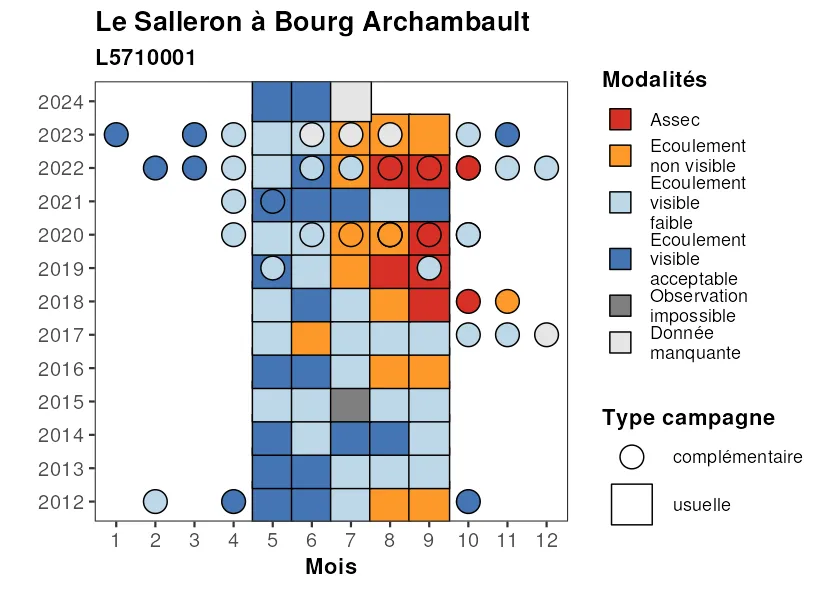 Le Salleron à Bourg Archambault
L5710001
2024
2023
2022
2021
2020
2019
2018
2017
2016
2015
2014
2013
2012
1 2 3 4 5 6 7 8 9 10 11 12
Mois
Modalités
Assec
Ecoulement
non visible
Ecoulement
visible
faible
Ecoulement
visible
acceptable
Observation
impossible
Donnée
manquante
Type campagne
complémentaire
usuelle